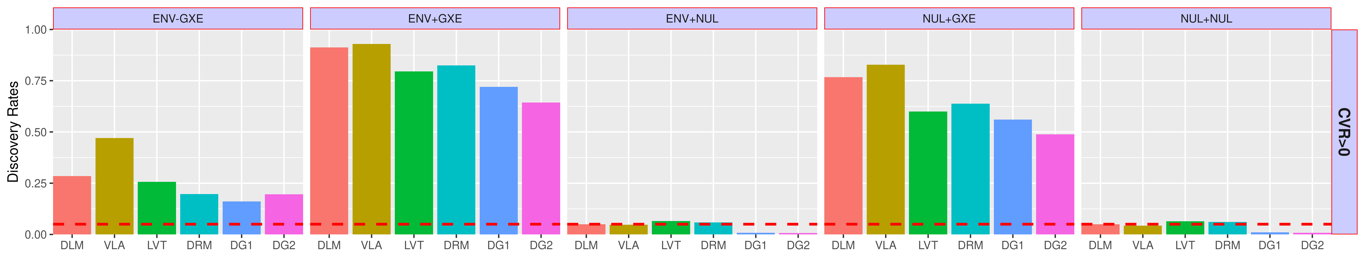 ENV-GXE ENV+GXE ENV+NUL NUL+GXE NUL+NUL
Discovery Rates
1.00
0.75
0.50
0.25
0.00
CVR>0
DLM VLA LVT DRM DG1 DG2 DLM VLA LVT DRM DG1 DG2 DLM VLA LVT DRM DG1 DG2 DLM VLA LVT DRM DG1 DG2 DLM VLA LVT DRM DG1 DG2